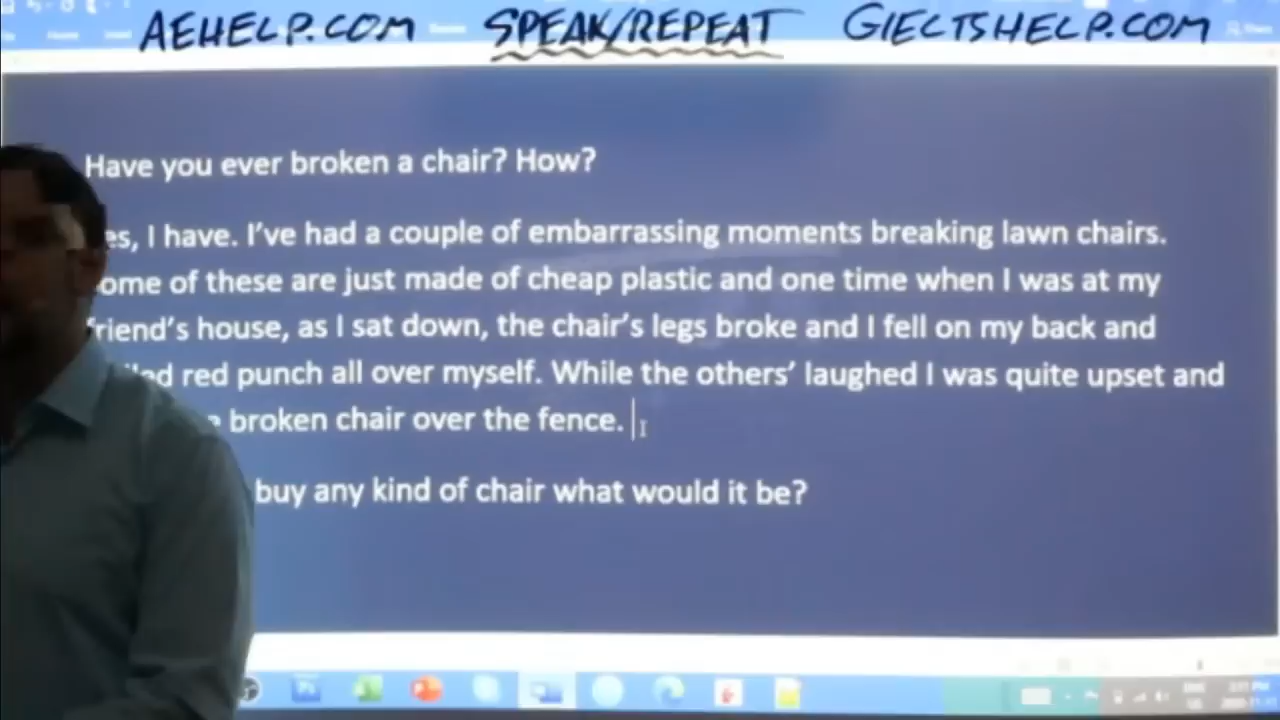 AEHELP.COM SPEAK/REPEAT GIELTSHELP.COM
Have you ever broken a chair? How?
es, I have. I've had a couple of embarrassing moments breaking lawn chairs.
ome of these are just made of cheap plastic and one time when I was at my
friend's house, as I sat down, the chair's legs broke and I fell on my back and
red punch all over myself. While the others' laughed I was quite upset and
broken chair over the fence.
buy any kind of chair what would it be?